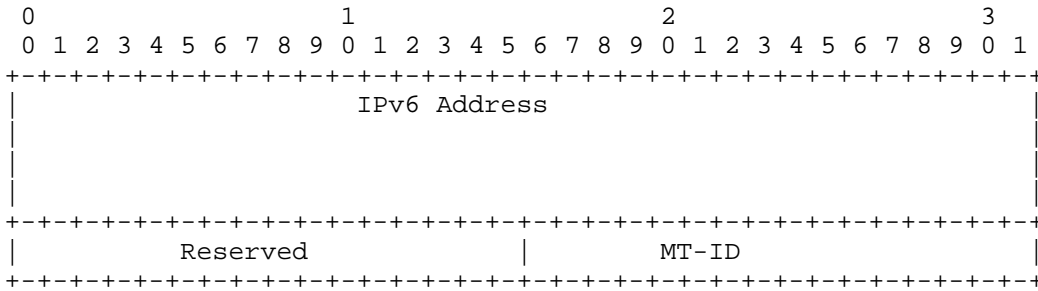 0                   1                   2                   3
 0 1 2 3 4 5 6 7 8 9 0 1 2 3 4 5 6 7 8 9 0 1 2 3 4 5 6 7 8 9 0 1
+-+-+-+-+-+-+-+-+-+-+-+-+-+-+-+-+-+-+-+-+-+-+-+-+-+-+-+-+-+-+-+-+
|                     IPv6 Address                              |
|                                                               |
|                                                               |
|                                                               |
+-+-+-+-+-+-+-+-+-+-+-+-+-+-+-+-+-+-+-+-+-+-+-+-+-+-+-+-+-+-+-+-+
|          Reserved             |        MT-ID                  |
+-+-+-+-+-+-+-+-+-+-+-+-+-+-+-+-+-+-+-+-+-+-+-+-+-+-+-+-+-+-+-+-+